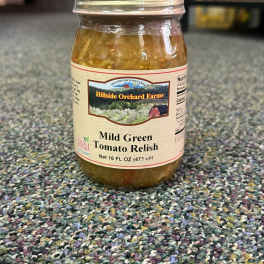 Hillside Orchard Farms
Mild Green
Tomato Relish
Net 16 FL OZ (473 ml)